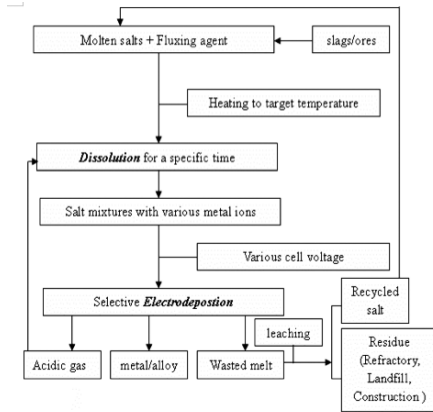 Molten salts + Fluxing agent
slags/ores
Heating to target temperature
Dissolution for a specific time
Salt mixtures with various metal ions
Various cell voltage
Selective Electrodepostion
Recycled
salt
leaching
Acidic gas
metal/alloy
Wasted melt
Residue
(Refractory,
Landfill,
Construction )